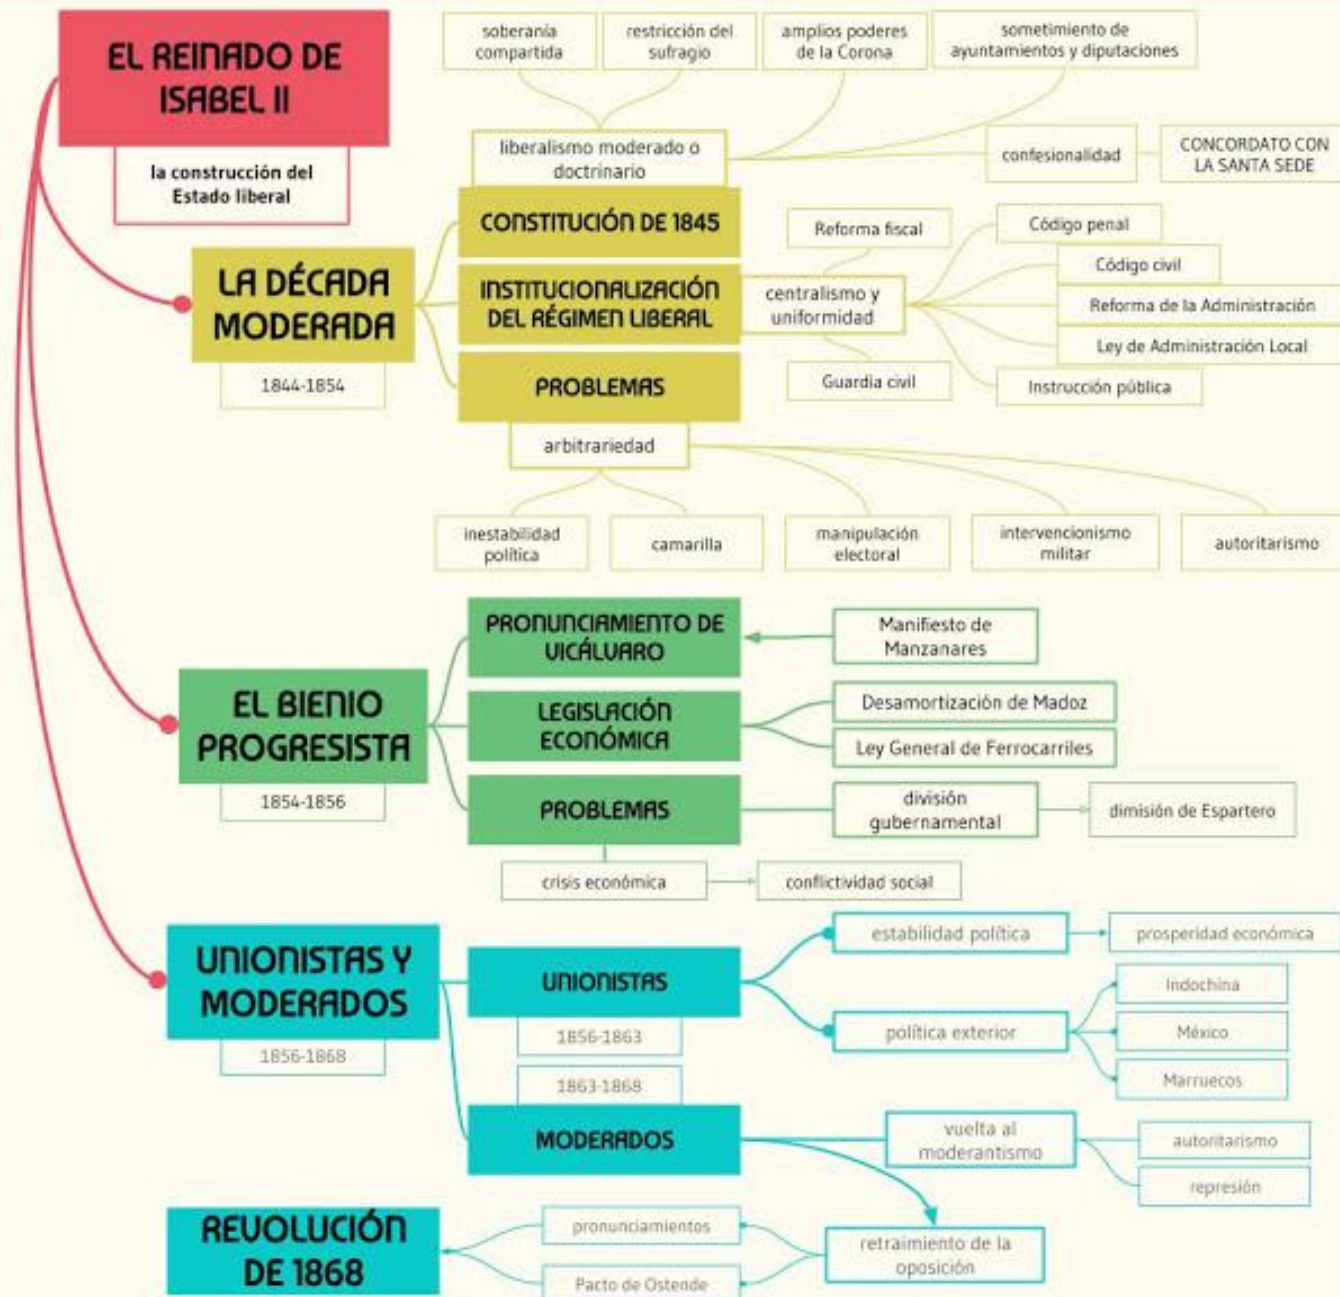 EL REINADO DE
ISABEL II
la construcción del
Estado liberal
soberanía
compartida
restricción del
sufragio
amplios poderes
de la Corona
sometimiento de
ayuntamientos y diputaciones
liberalismo moderado o
doctrinario
confesionalidad
CONCORDATO CON
LA SANTA SEDE
LA DÉCADA
MODERADA
1844-1854
CONSTITUCIÓN DE 1845
INSTITUCIONALIZACIÓN
DEL RÉGIMEN LIBERAL
PROBLEMAS
Reforma fiscal
centralismo y
uniformidad
Guardia civil
Código penal
Código civil
Reforma de la Administración
Ley de Administración Local
Instrucción pública
arbitrariedad
inestabilidad
política
camarilla
manipulación
electoral
intervencionismo
militar
autoritarismo
EL BIENIO
PROGRESISTA
1854-1856
PRONUNCIAMIENTO DE
VICÁLVARO
Manifiesto de
Manzanares
LEGISLACIÓN
ECONÓMICA
Desamortización de Madoz
Ley General de Ferrocarriles
PROBLEMAS
división
gubernamental
dimisión de Espartero
crisis económica
conflictividad social
UNIONISTAS Y
MODERADOS
1856-1868
UNIONISTAS
1856-1863
estabilidad política
prosperidad económica
política exterior
Indochina
México
Marruecos
1863-1868
MODERADOS
vuelta al
moderantismo
autoritarismo
represión
retraimiento de la
oposición
pronunciamientos
Pacto de Ostende
REVOLUCIÓN
DE 1868